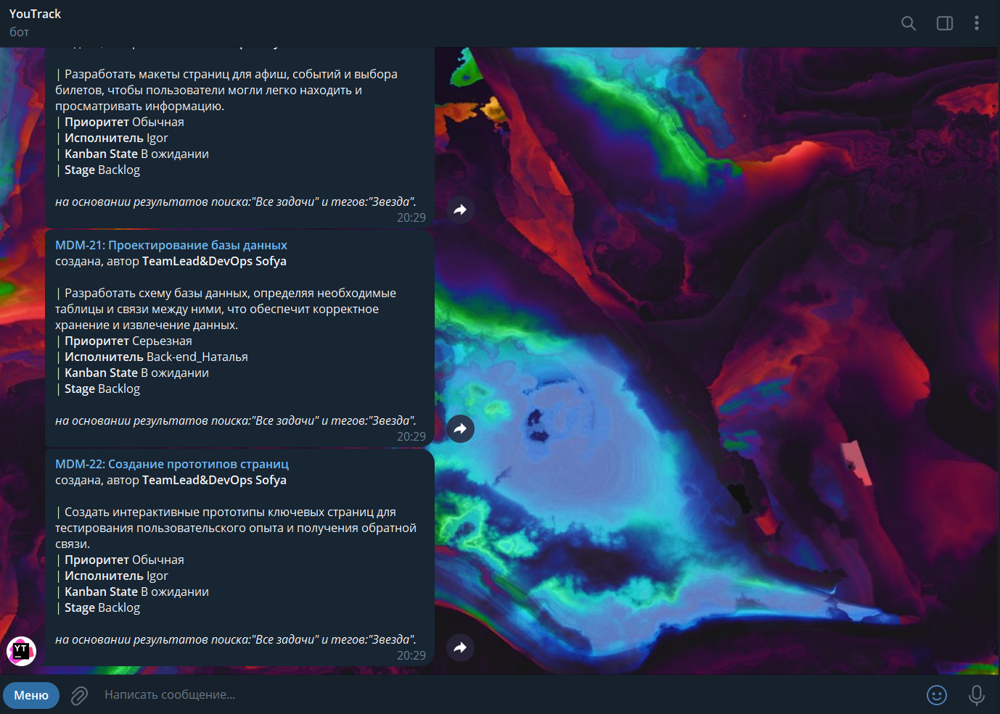 YouTrack
бот
| Разработать макеты страниц для афиш, событий и выбора
билетов, чтобы пользователи могли легко находить и
просматривать информацию.
| Приоритет Обычная
| Исполнитель Igor
| Kanban State В ожидании
| Stage Backlog
на основании результатов поиска:"Все задачи" и тегов:"Звезда".
20:29
MDM-21: Проектирование базы данных
создана, автор TeamLead&DevOps Sofya
| Разработать схему базы данных, определяя необходимые
таблицы и связи между ними, что обеспечит корректное
хранение и извлечение данных.
| Приоритет Серьезная
| Исполнитель Back-end_Наталья
| Kanban State В ожидании
| Stage Backlog
на основании результатов поиска:"Все задачи" и тегов:"Звезда".
20:29
MDM-22: Создание прототипов страниц
создана, автор TeamLead&DevOps Sofya
| Создать интерактивные прототипы ключевых страниц для
тестирования пользовательского опыта и получения обратной
связи.
| Приоритет Обычная
| Исполнитель Igor
| Kanban State В ожидании
| Stage Backlog
на основании результатов поиска:"Все задачи" и тегов:"Звезда".
20:29
YT
Меню
Написать сообщение...